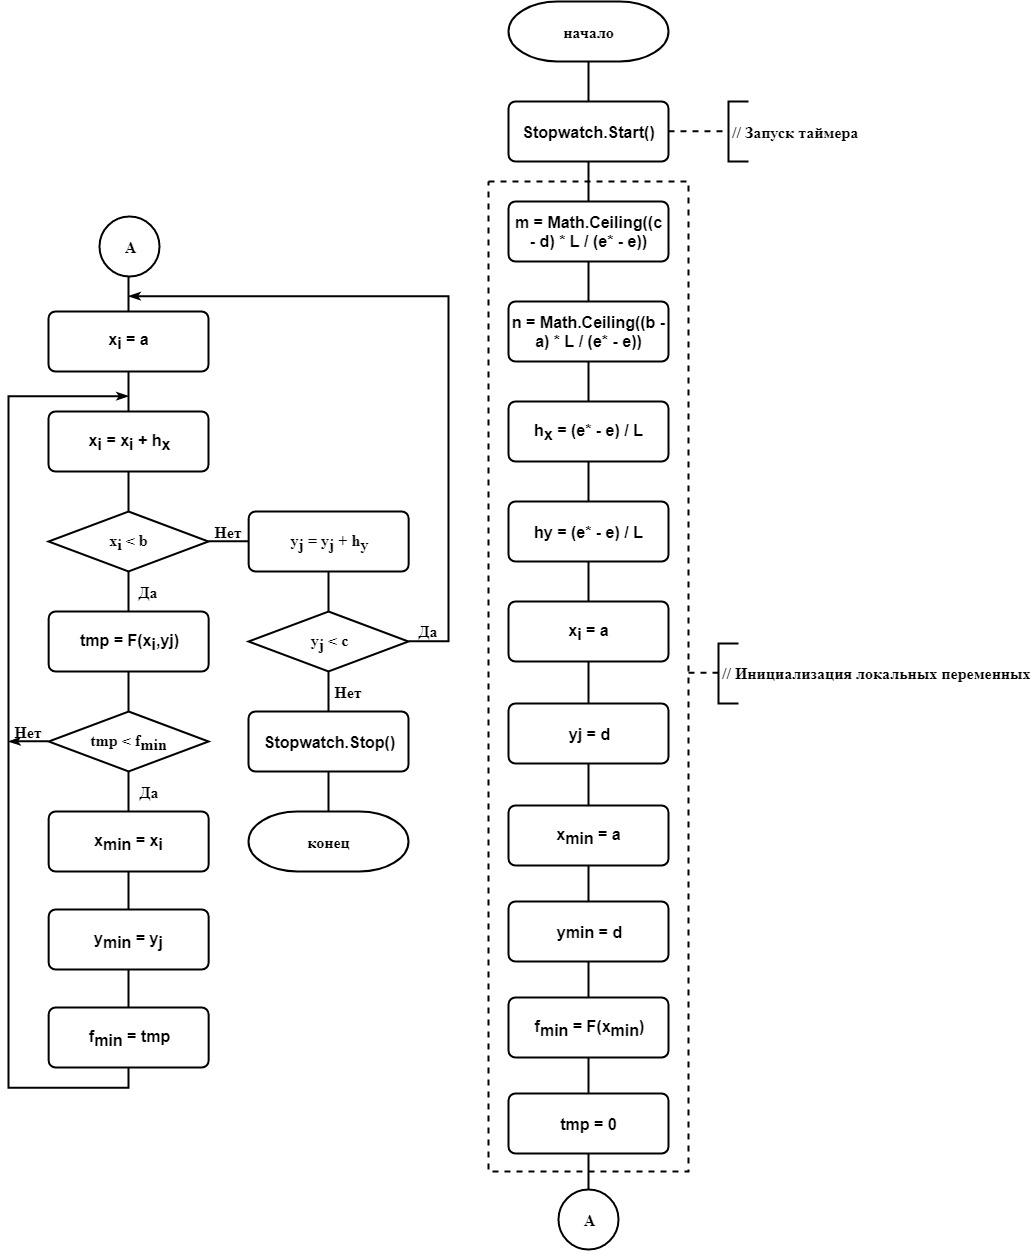 начало
Stopwatch.Start()
// Запуск таймера
m = Math.Ceiling((c
- d) * L / (e* - e))
n = Math.Ceiling((b -
a) * L / (e* - e))
hx = (e* - e) / L
hy = (e* - e) / L
xi = a
yj = d
// Инициализация локальных переменных
xmin = a
ymin = d
fmin = F(xmin)
tmp = 0
A
A
xi = a
xi = xi + hx
xi < b
Нет
yj = yj + hy
Да
tmp = F(xi,yj)
yj < c
Да
Нет
tmp < fmin
Нет
Stopwatch.Stop()
Да
xmin = xi
конец
ymin = yj
fmin = tmp